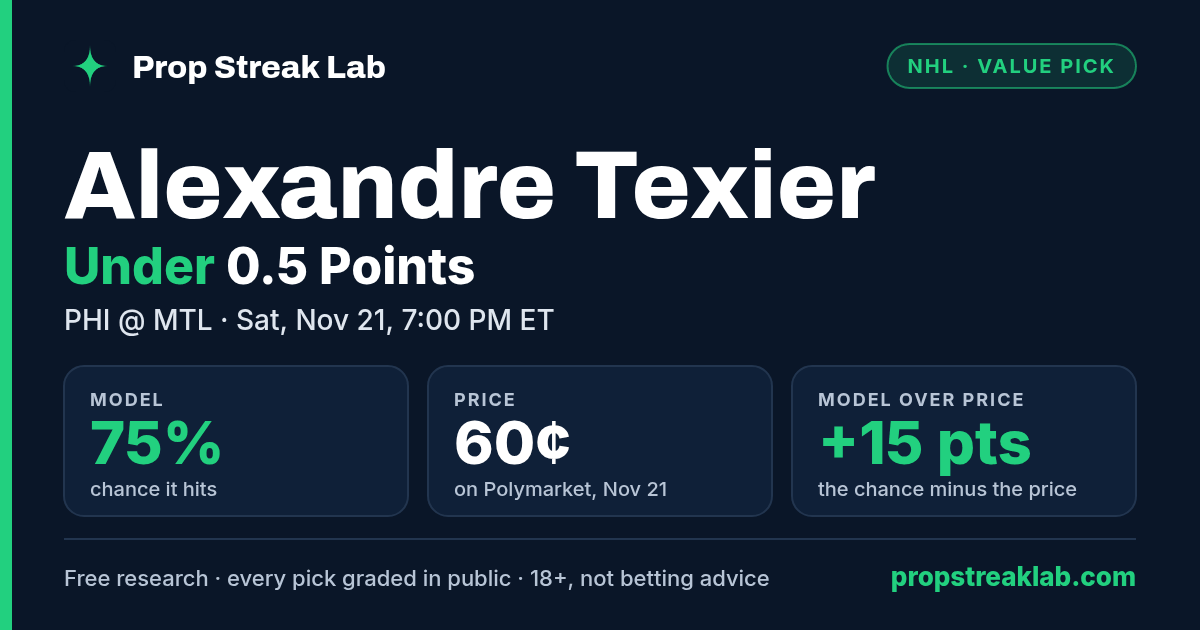 Prop Streak Lab
NHL · VALUE PICK
Alexandre Texier
Under 0.5 Points
PHI @ MTL · Sat, Nov 21, 7:00 PM ET
MODEL
75%
chance it hits
PRICE
60¢
on Polymarket, Nov 21
MODEL OVER PRICE
+15 pts
the chance minus the price
Free research · every pick graded in public · 18+, not betting advice
propstreaklab.com